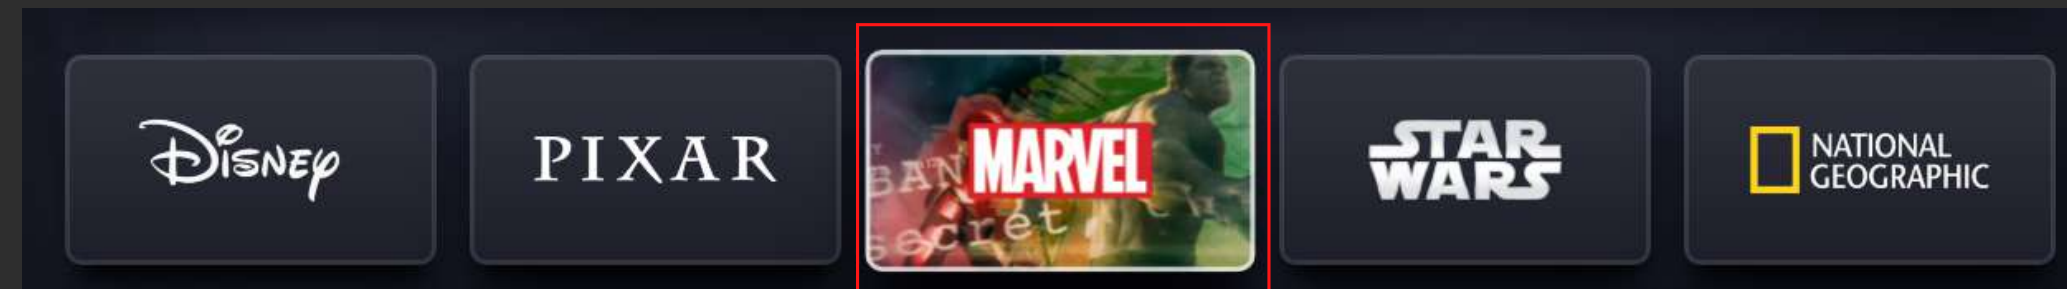 Disney
PIXAR
BAN
MARVEL
secret
STAR
WARS
NATIONAL
GEOGRAPHIC